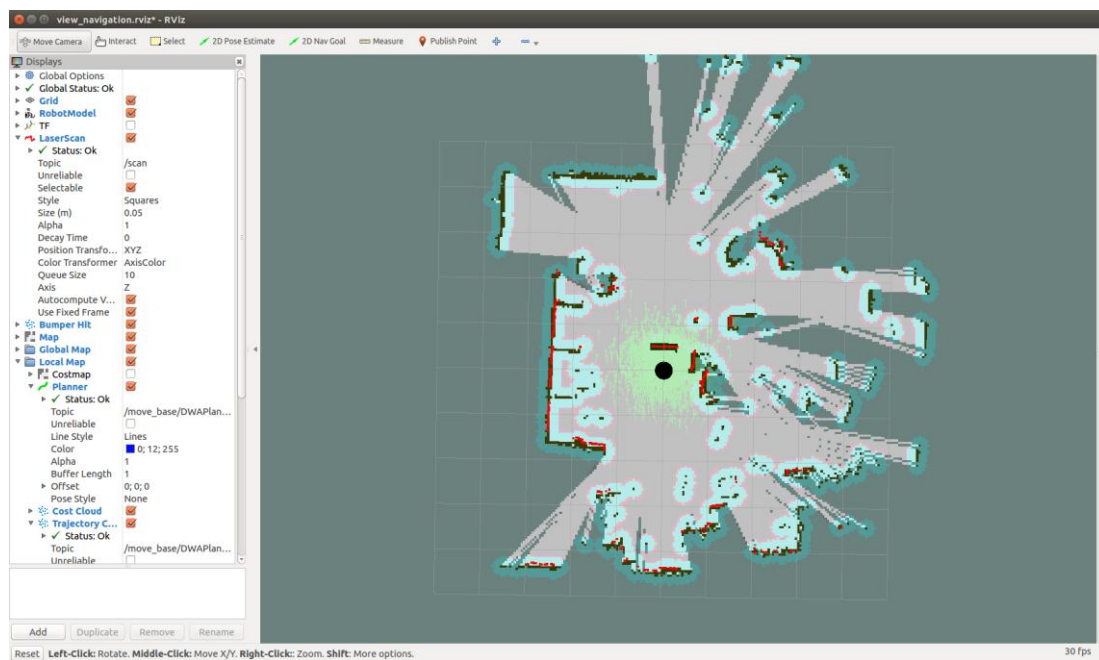 view_navigation.rviz* - RViz
Move Camera Interact Select 2D Pose Estimate 2D Nav Goal Measure Publish Point
Displays
Global Options
Global Status: Ok
Grid
RobotModel
TF
LaserScan
Status: Ok
Topic /scan
Unreliable
Selectable
Style Squares
Size (m) 0.05
Alpha 1
Decay Time 0
Position Transfo... XYZ
Color Transformer AxisColor
Queue Size 10
Axis Z
Autocompute V...
Use Fixed Frame
Bumper Hit
Map
Global Map
Local Map
Costmap
Planner
Status: Ok
Topic /move_base/DWAPlan...
Unreliable
Line Style Lines
Color 0; 12; 255
Alpha 1
Buffer Length 1
Offset 0; 0; 0
Pose Style None
Cost Cloud
Trajectory C...
Status: Ok
Topic /move_base/DWAPlan...
Unreliable
Add Duplicate Remove Rename
Reset Left-Click: Rotate. Middle-Click: Move X/Y. Right-Click:: Zoom. Shift: More options. 30 fps